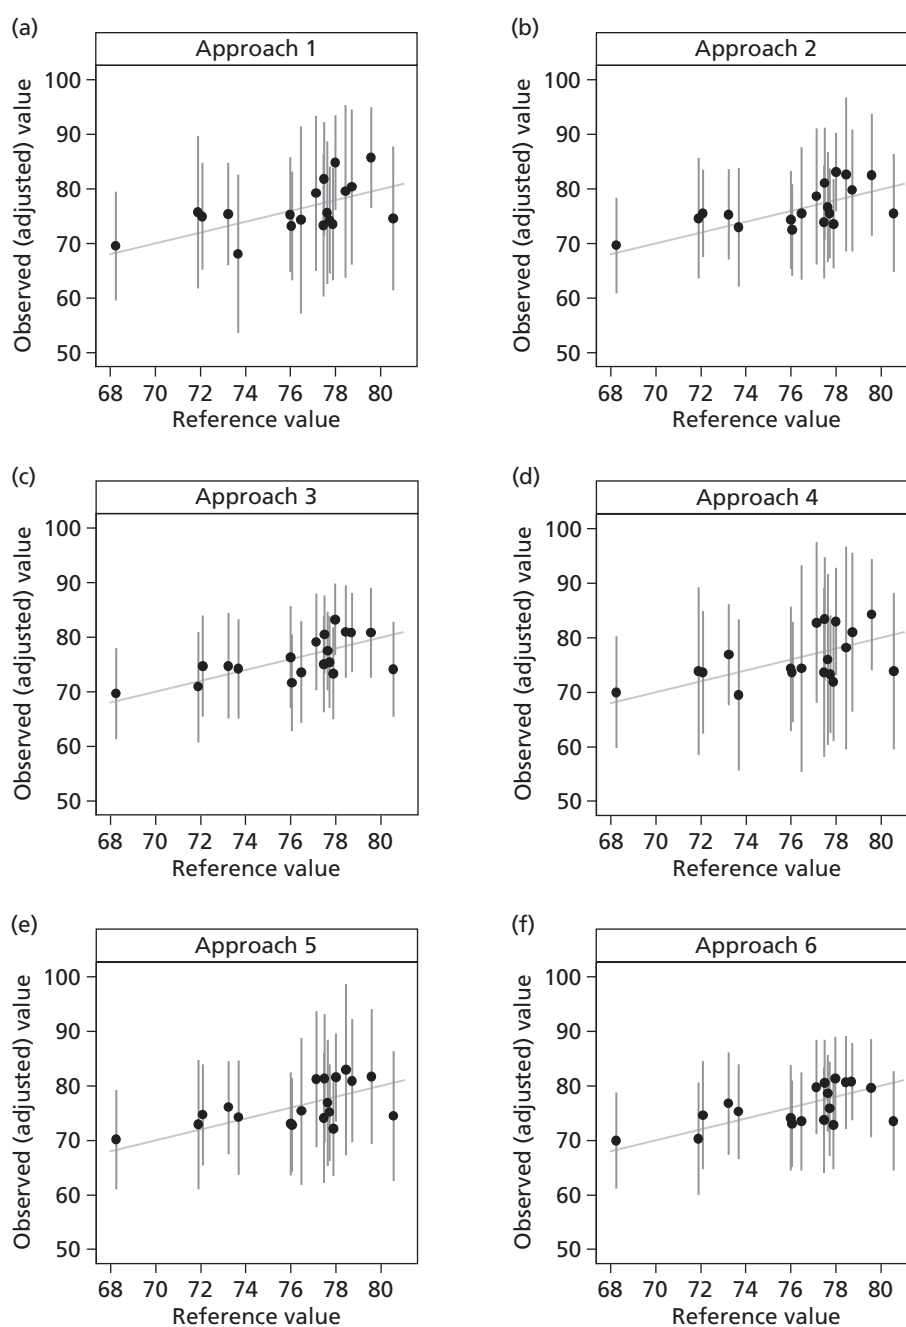 (a)
Approach 1
Observed (adjusted) value
100
90
80
70
60
50
68 70 72 74 76 78 80
Reference value
(b)
Approach 2
Observed (adjusted) value
100
90
80
70
60
50
68 70 72 74 76 78 80
Reference value
(c)
Approach 3
Observed (adjusted) value
100
90
80
70
60
50
68 70 72 74 76 78 80
Reference value
(d)
Approach 4
Observed (adjusted) value
100
90
80
70
60
50
68 70 72 74 76 78 80
Reference value
(e)
Approach 5
Observed (adjusted) value
100
90
80
70
60
50
68 70 72 74 76 78 80
Reference value
(f)
Approach 6
Observed (adjusted) value
100
90
80
70
60
50
68 70 72 74 76 78 80
Reference value